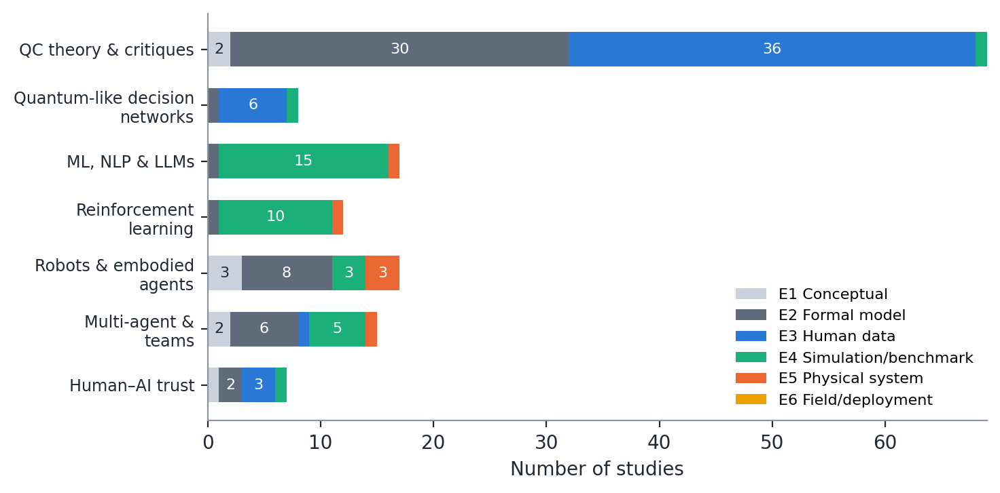 QC theory & critiques
2
30
36
Quantum-like decision
networks
6
ML, NLP & LLMs
15
Reinforcement
learning
10
Robots & embodied
agents
3
8
3
3
Multi-agent &
teams
2
6
5
Human–AI trust
2
3
E1 Conceptual
E2 Formal model
E3 Human data
E4 Simulation/benchmark
E5 Physical system
E6 Field/deployment
0 10 20 30 40 50 60
Number of studies